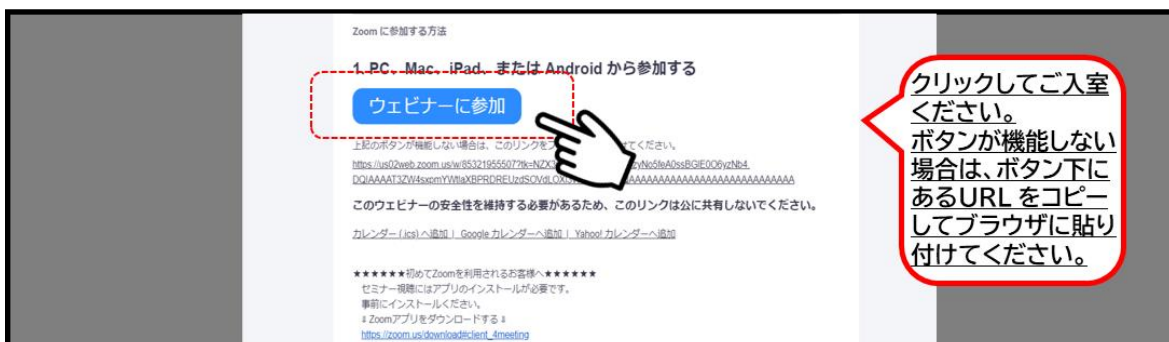 Zoom に参加する方法
1. PC、Mac、iPad、または Android から参加する
ウェビナーに参加
上記のボタンが機能しない場合は、このリンクをブ けてください。
https://us02web.zoom.us/w/85321955507?tk=NZX
このウェビナーの安全性を維持する必要があるため、このリンクは公に共有しないでください。
カレンダー (.ics) へ追加 | Google カレンダーへ追加 | Yahoo! カレンダーへ追加
★★★★★★初めてZoomを利用されるお客様へ★★★★★★
セミナー視聴にはアプリのインストールが必要です。
事前にインストールください。
Zoomアプリをダウンロードする
https://zoom.us/download#client_4meeting
クリックしてご入室
ください。
ボタンが機能しない
場合は、ボタン下に
あるURL をコピー
してブラウザに貼り
付けてください。